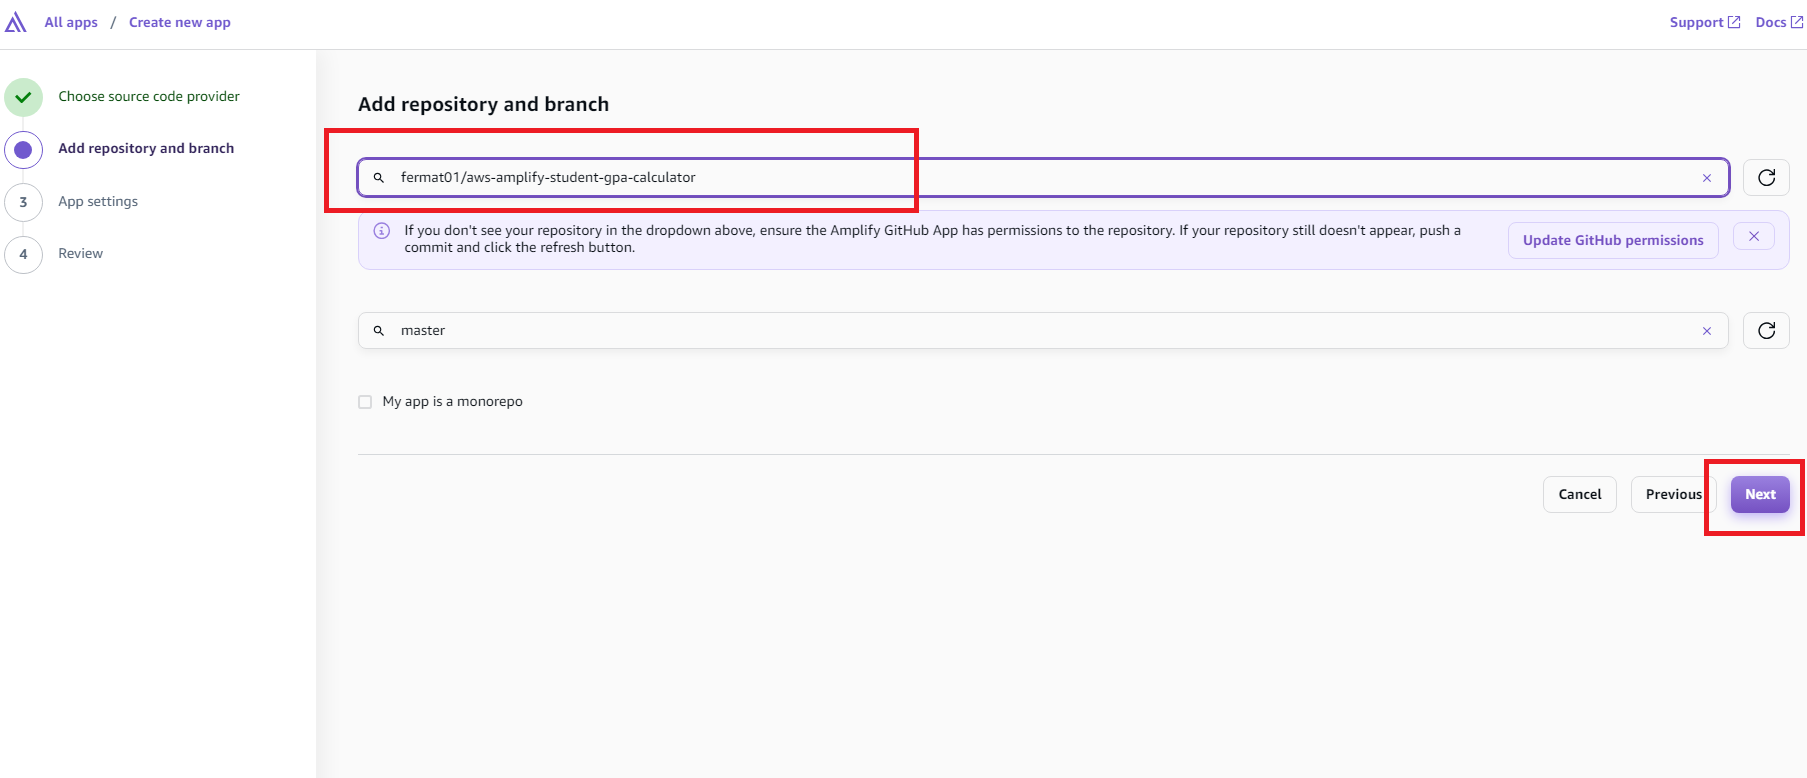 All apps / Create new app
Support
Docs
Choose source code provider
Add repository and branch
3
App settings
4
Review
Add repository and branch
fermat01/aws-amplify-student-gpa-calculator
If you don't see your repository in the dropdown above, ensure the Amplify GitHub App has permissions to the repository. If your repository still doesn't appear, push a
commit and click the refresh button.
Update GitHub permissions
master
My app is a monorepo
Cancel
Previous
Next